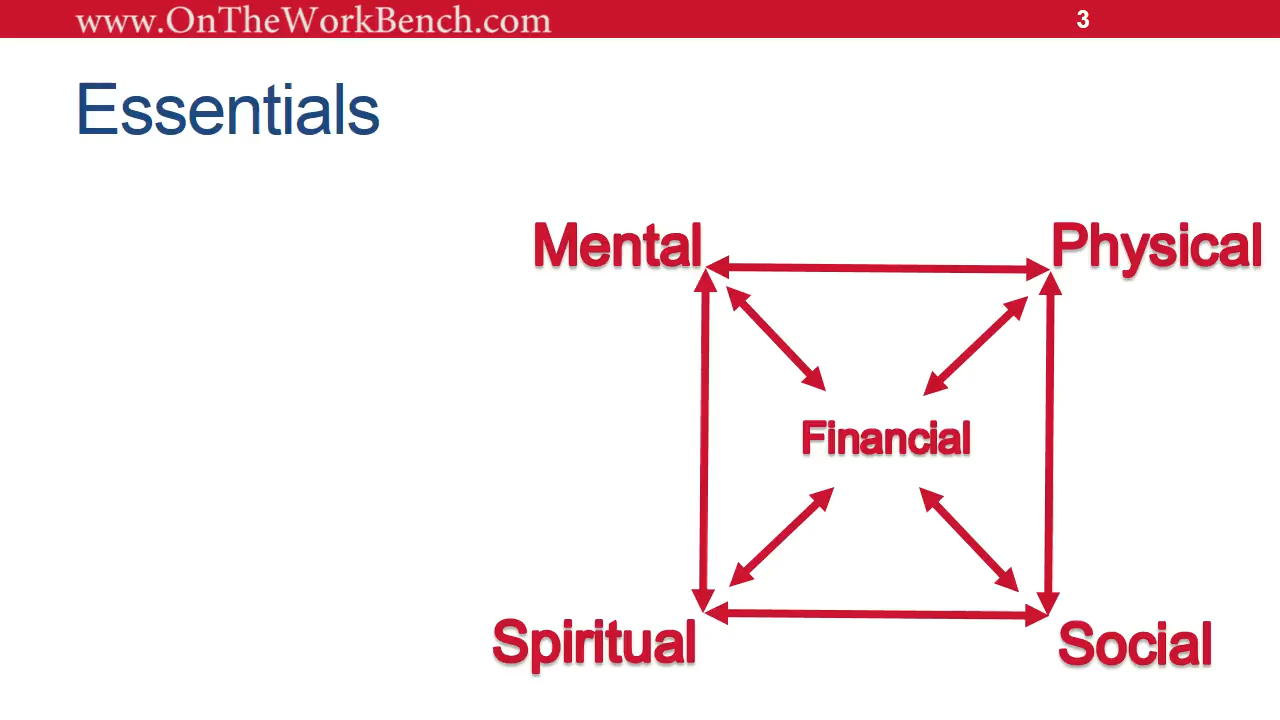 www.OnTheWorkBench.com
3
Essentials
Mental
Physical
Financial
Spiritual
Social